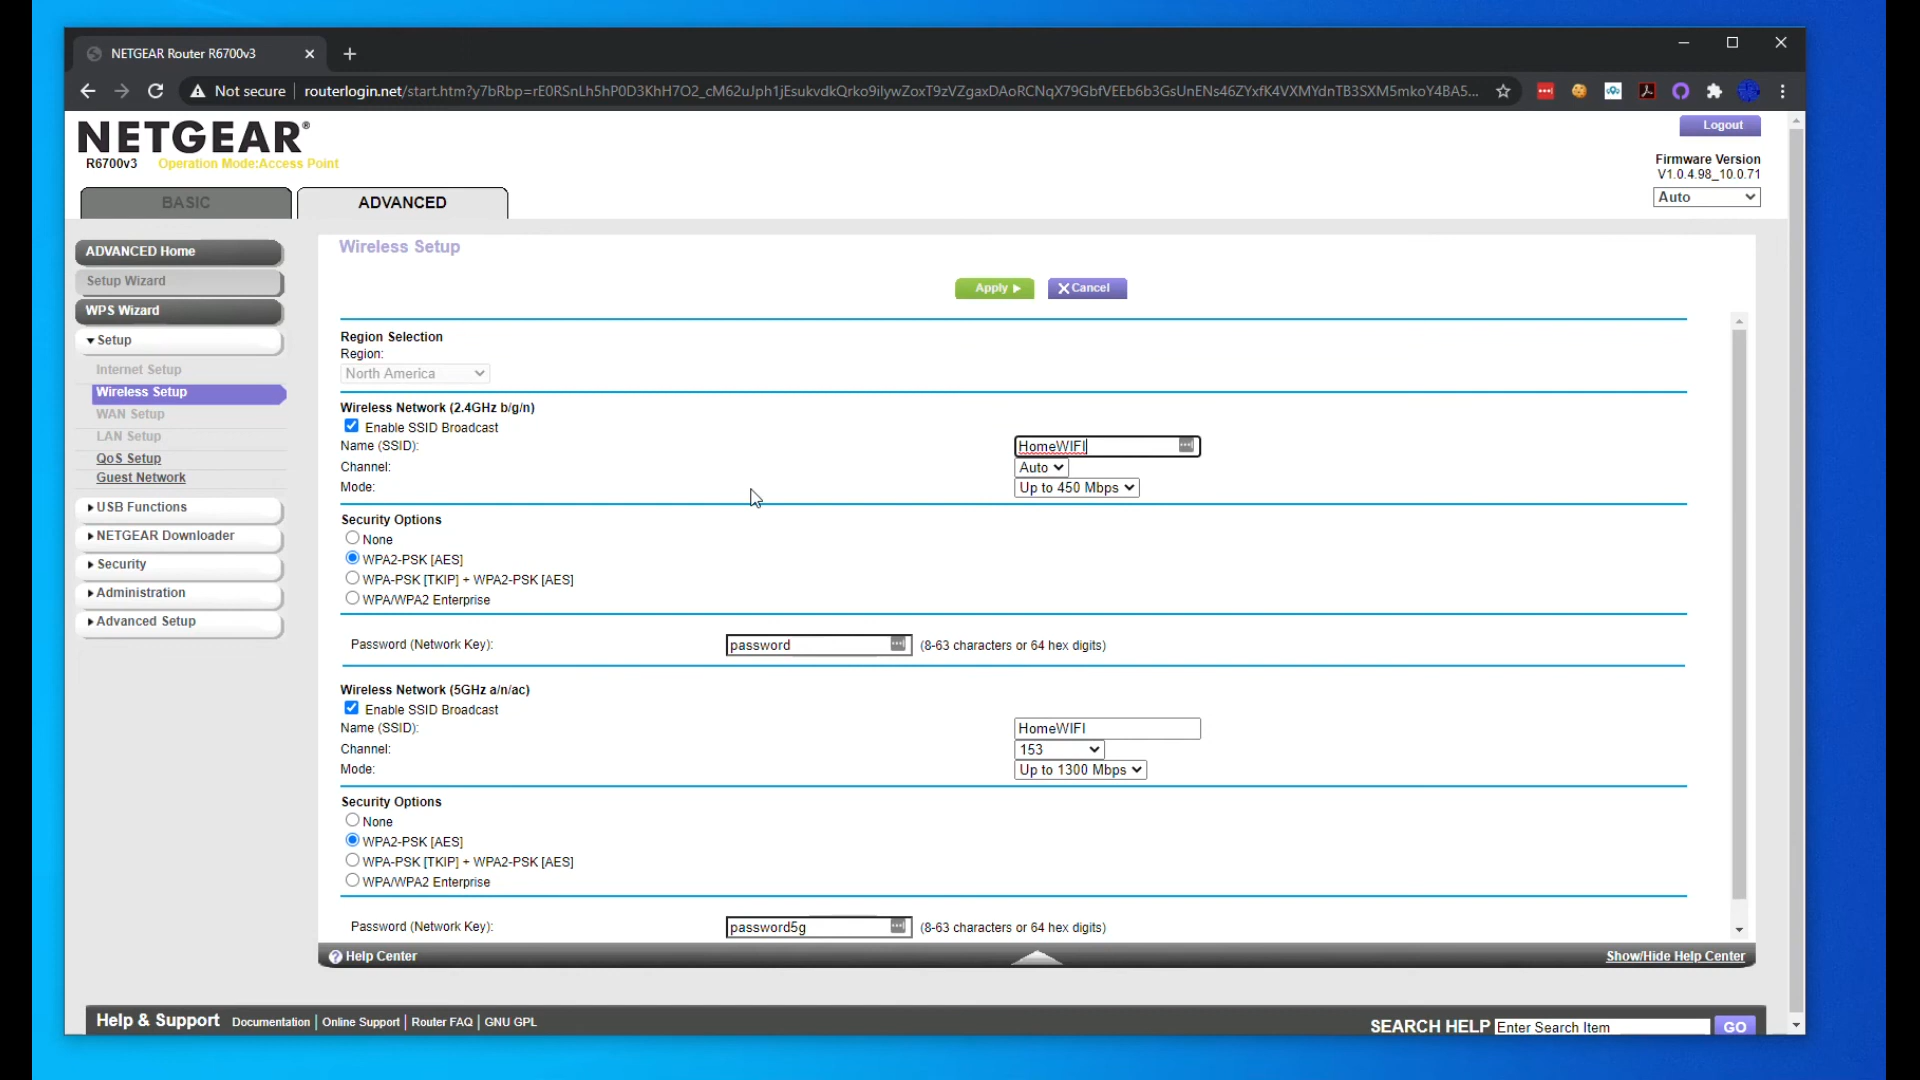 NETGEAR Router R6700v3
Not secure
routerlogin.net/start.htm?y7bRbp=rE0RSnLh5hP0D3KhH7O2_cM62uJph1jEsukvdkQrko9ilywZoxT9zVZgaxDAoRCNqX79GbfVEEb6b3GsUnENs46ZYxfK4VXMYdnTB3SXM5mkoY4BA5...
NETGEAR®
R6700v3 Operation Mode:Access Point
Logout
Firmware Version
V1.0.4.98_10.0.71
Auto
BASIC
ADVANCED
ADVANCED Home
Setup Wizard
WPS Wizard
Setup
Internet Setup
Wireless Setup
WAN Setup
LAN Setup
QoS Setup
Guest Network
USB Functions
NETGEAR Downloader
Security
Administration
Advanced Setup
Wireless Setup
Apply
Cancel
Region Selection
Region:
North America
Wireless Network (2.4GHz b/g/n)
Enable SSID Broadcast
Name (SSID): HomeWIFI
Channel: Auto
Mode: Up to 450 Mbps
Security Options
None
WPA2-PSK [AES]
WPA-PSK [TKIP] + WPA2-PSK [AES]
WPA/WPA2 Enterprise
Password (Network Key): password (8-63 characters or 64 hex digits)
Wireless Network (5GHz a/n/ac)
Enable SSID Broadcast
Name (SSID): HomeWIFI
Channel: 153
Mode: Up to 1300 Mbps
Security Options
None
WPA2-PSK [AES]
WPA-PSK [TKIP] + WPA2-PSK [AES]
WPA/WPA2 Enterprise
Password (Network Key): password5g (8-63 characters or 64 hex digits)
Help Center
Show/Hide Help Center
Help & Support Documentation | Online Support | Router FAQ | GNU GPL
SEARCH HELP Enter Search Item GO